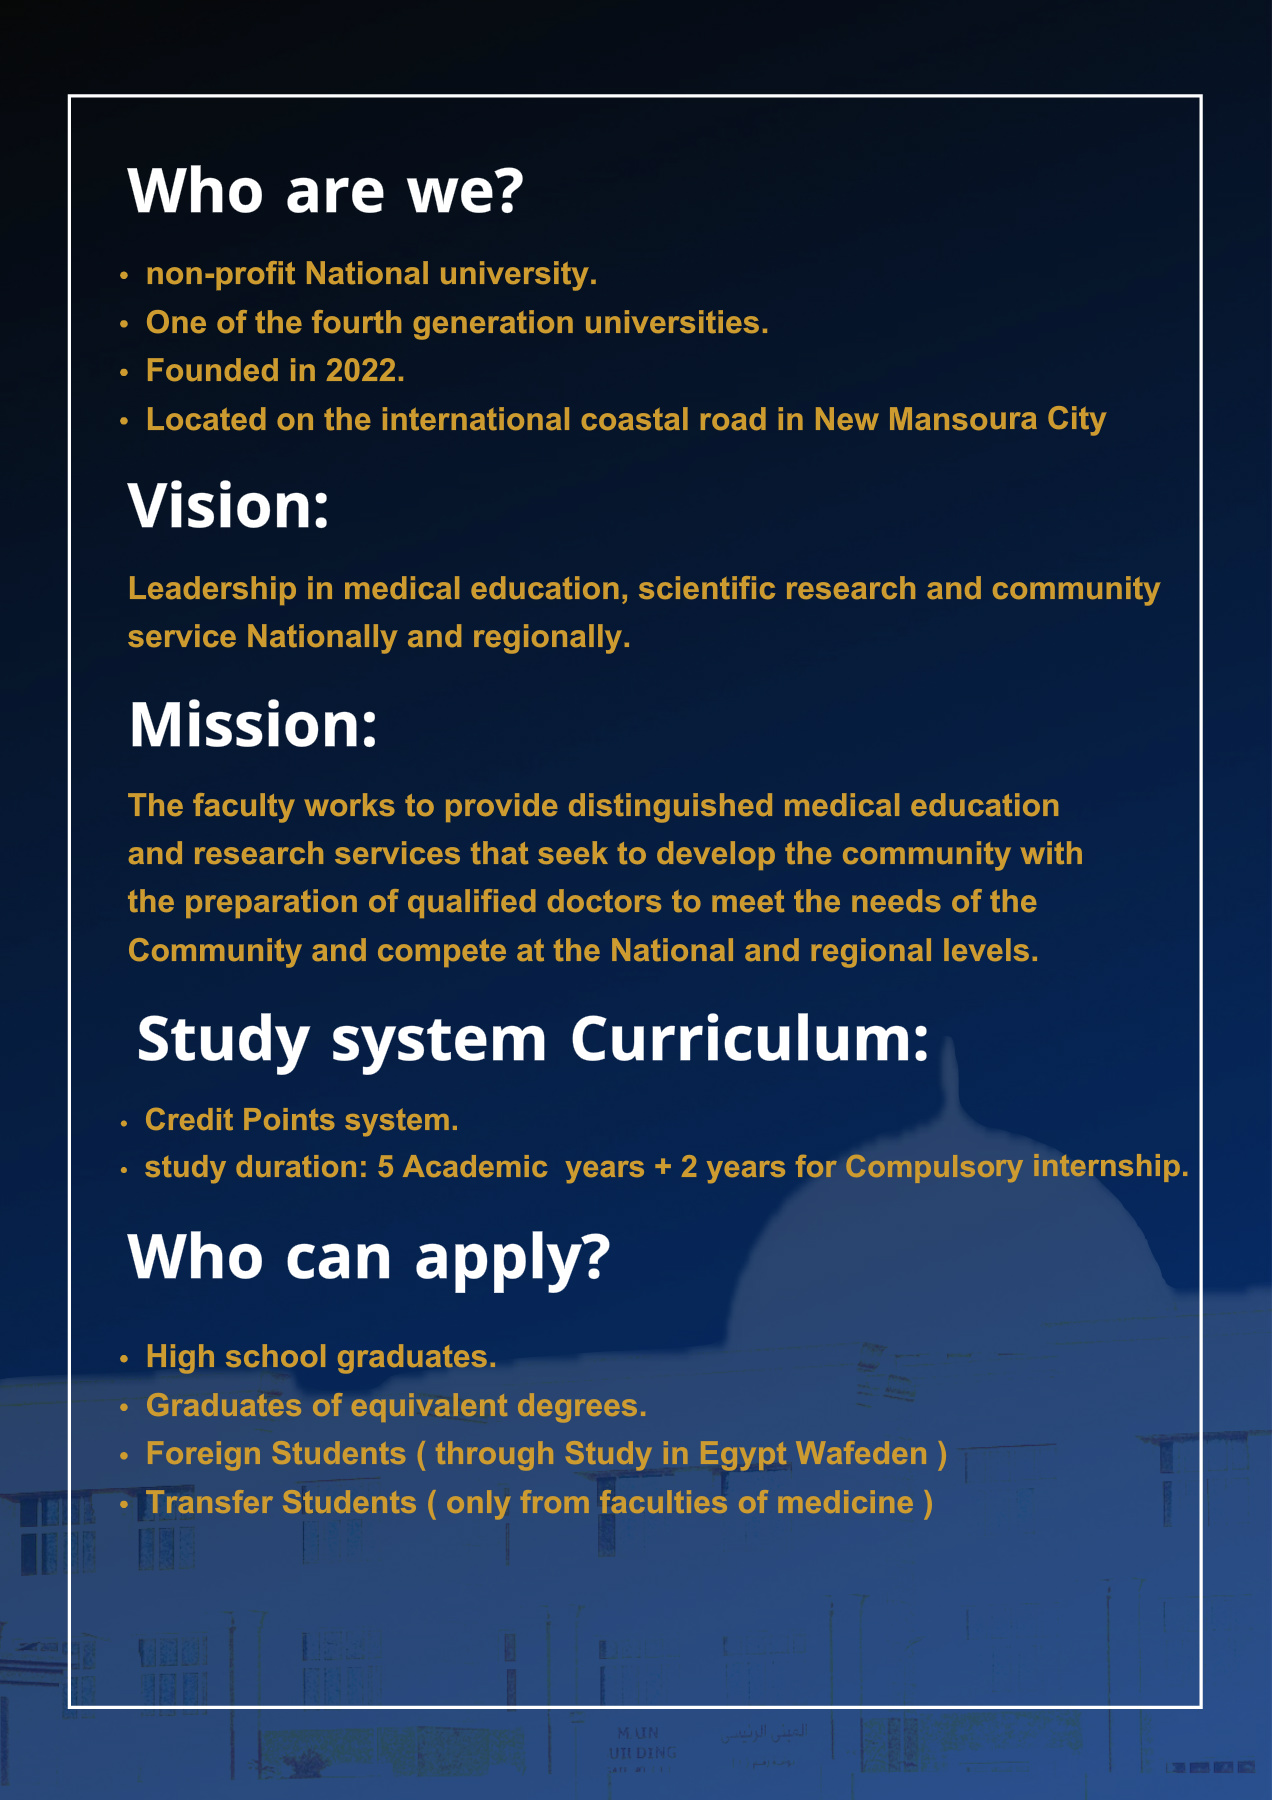 Who are we?
• non-profit National university.
• One of the fourth generation universities.
• Founded in 2022.
• Located on the international coastal road in New Mansoura City
Vision:
Leadership in medical education, scientific research and community
service Nationally and regionally.
Mission:
The faculty works to provide distinguished medical education
and research services that seek to develop the community with
the preparation of qualified doctors to meet the needs of the
Community and compete at the National and regional levels.
Study system Curriculum:
• Credit Points system.
• study duration: 5 Academic  years + 2 years for Compulsory internship.
Who can apply?
• High school graduates.
• Graduates of equivalent degrees.
• Foreign Students ( through Study in Egypt Wafeden )
• Transfer Students ( only from faculties of medicine )
المبنى الرئيسي